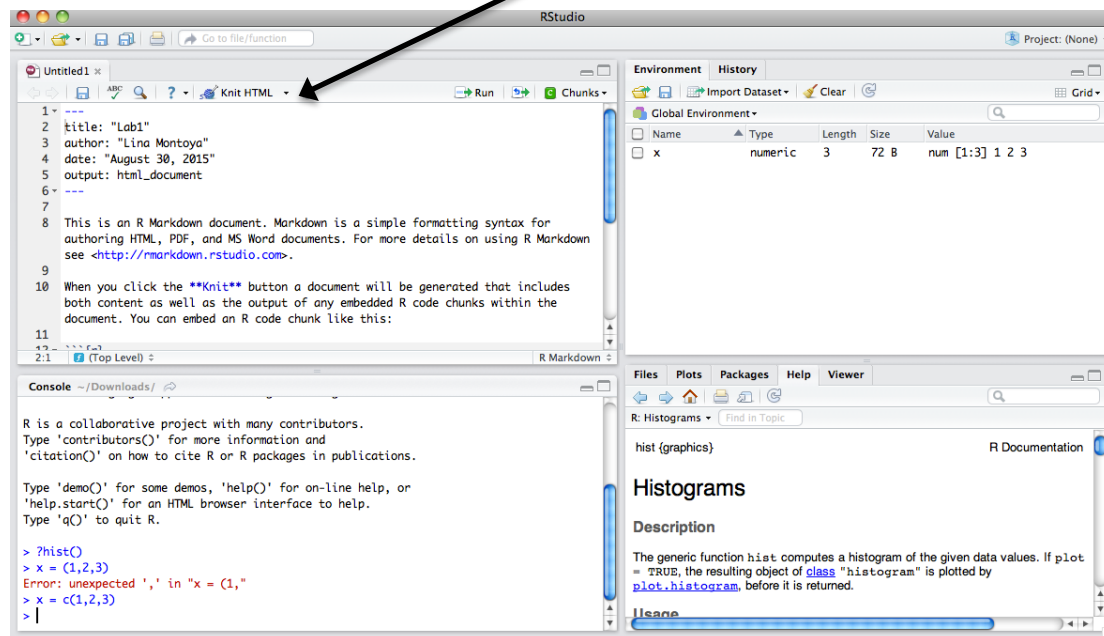 RStudio
Go to file/function
Project: (None)
Untitled1
ABC
? Knit HTML
Run
Chunks
1 ---
2 title: "Lab1"
3 author: "Lina Montoya"
4 date: "August 30, 2015"
5 output: html_document
6 ---
7
8 This is an R Markdown document. Markdown is a simple formatting syntax for
authoring HTML, PDF, and MS Word documents. For more details on using R Markdown
see <http://rmarkdown.rstudio.com>.
9
10 When you click the **Knit** button a document will be generated that includes
both content as well as the output of any embedded R code chunks within the
document. You can embed an R code chunk like this:
11
2:1 (Top Level) R Markdown
Console ~/Downloads/
R is a collaborative project with many contributors.
Type 'contributors()' for more information and
'citation()' on how to cite R or R packages in publications.
Type 'demo()' for some demos, 'help()' for on-line help, or
'help.start()' for an HTML browser interface to help.
Type 'q()' to quit R.
> ?hist()
> x = (1,2,3)
Error: unexpected ',' in "x = (1,"
> x = c(1,2,3)
>
Environment History
Import Dataset Clear Grid
Global Environment
Name Type Length Size Value
x numeric 3 72 B num [1:3] 1 2 3
Files Plots Packages Help Viewer
R: Histograms Find in Topic
hist {graphics} R Documentation
Histograms
Description
The generic function hist computes a histogram of the given data values. If plot
= TRUE, the resulting object of class "histogram" is plotted by
plot.histogram, before it is returned.
Usage